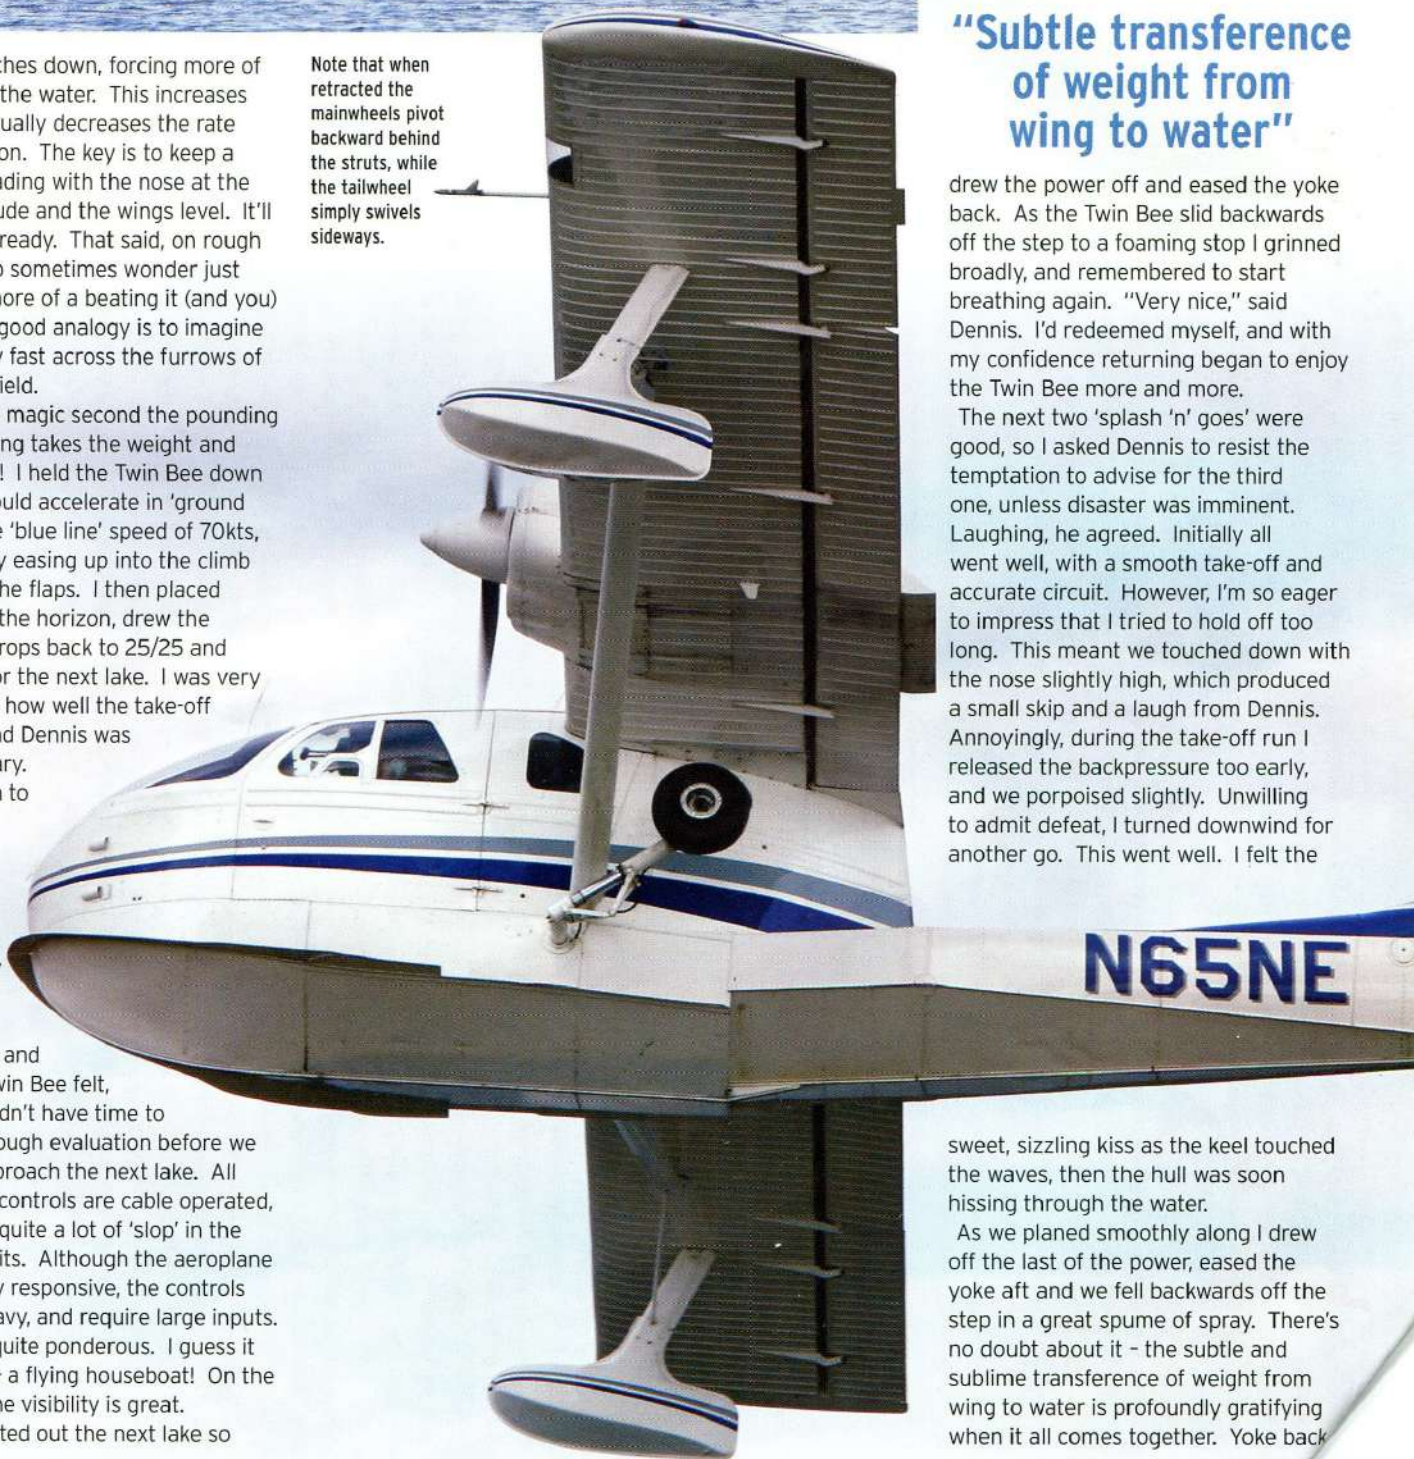 ches down, forcing more of
the water. This increases
ually decreases the rate
on. The key is to keep a
ading with the nose at the
ude and the wings level. It'll
ready. That said, on rough
o sometimes wonder just
more of a beating it (and you)
good analogy is to imagine
y fast across the furrows of
ield.
magic second the pounding
ng takes the weight and
! I held the Twin Bee down
ould accelerate in 'ground
e 'blue line' speed of 70kts,
y easing up into the climb
he flaps. I then placed
the horizon, drew the
rops back to 25/25 and
or the next lake. I was very
how well the take-off
nd Dennis was
ary.
n to
and
win Bee felt,
dn't have time to
ough evaluation before we
proach the next lake. All
controls are cable operated,
quite a lot of 'slop' in the
its. Although the aeroplane
y responsive, the controls
avy, and require large inputs.
quite ponderous. I guess it
a flying houseboat! On the
he visibility is great.
ted out the next lake so
Note that when
retracted the
mainwheels pivot
backward behind
the struts, while
the tailwheel
simply swivels
sideways.
N65NE
"Subtle transference
of weight from
wing to water"
drew the power off and eased the yoke
back. As the Twin Bee slid backwards
off the step to a foaming stop I grinned
broadly, and remembered to start
breathing again. "Very nice," said
Dennis. I'd redeemed myself, and with
my confidence returning began to enjoy
the Twin Bee more and more.
The next two 'splash 'n' goes' were
good, so I asked Dennis to resist the
temptation to advise for the third
one, unless disaster was imminent.
Laughing, he agreed. Initially all
went well, with a smooth take-off and
accurate circuit. However, I'm so eager
to impress that I tried to hold off too
long. This meant we touched down with
the nose slightly high, which produced
a small skip and a laugh from Dennis.
Annoyingly, during the take-off run I
released the backpressure too early,
and we porpoised slightly. Unwilling
to admit defeat, I turned downwind for
another go. This went well. I felt the
sweet, sizzling kiss as the keel touched
the waves, then the hull was soon
hissing through the water.
As we planed smoothly along I drew
off the last of the power, eased the
yoke aft and we fell backwards off the
step in a great spume of spray. There's
no doubt about it – the subtle and
sublime transference of weight from
wing to water is profoundly gratifying
when it all comes together. Yoke back